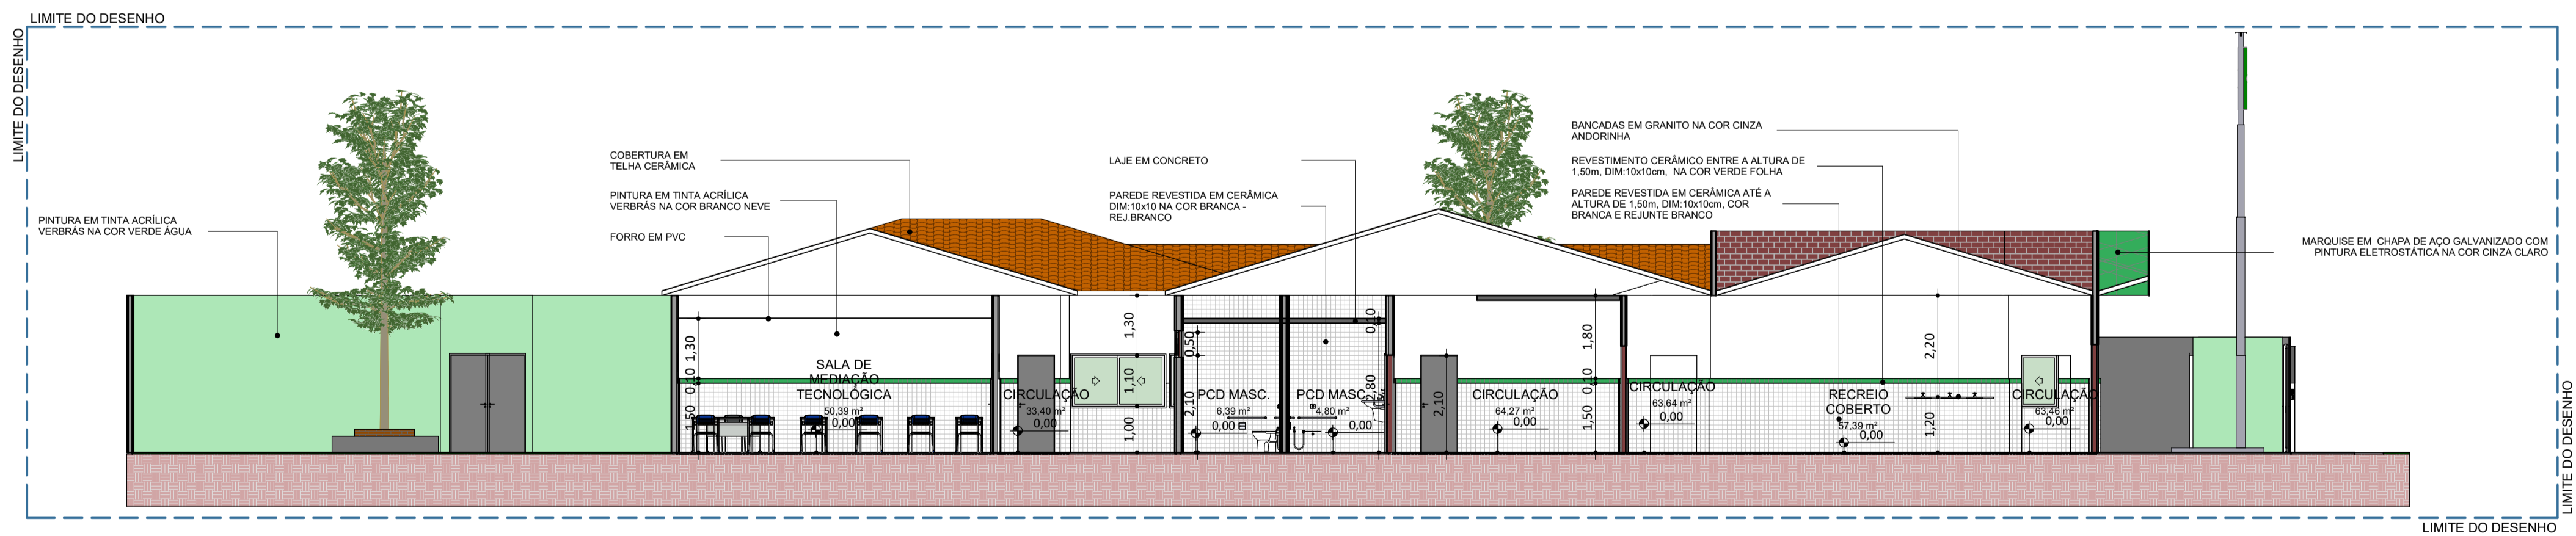 LIMITE DO DESENHO
LIMITE DO DESENHO
PINTURA EM TINTA ACRÍLICA
VERBRÁS NA COR VERDE ÁGUA
COBERTURA EM
TELHA CERÂMICA
PINTURA EM TINTA ACRÍLICA
VERBRÁS NA COR BRANCO NEVE
FORRO EM PVC
LAJE EM CONCRETO
PAREDE REVESTIDA EM CERÂMICA
DIM:10x10 NA COR BRANCA -
REJ.BRANCO
BANCADAS EM GRANITO NA COR CINZA
ANDORINHA
REVESTIMENTO CERÂMICO ENTRE A ALTURA DE
1,50m, DIM:10x10cm, NA COR VERDE FOLHA
PAREDE REVESTIDA EM CERÂMICA ATÉ A
ALTURA DE 1,50m, DIM:10x10cm, COR
BRANCA E REJUNTE BRANCO
MARQUISE EM CHAPA DE AÇO GALVANIZADO COM
PINTURA ELETROSTÁTICA NA COR CINZA CLARO
1,30
0,10
1,50
SALA DE
MEDIAÇÃO
TECNOLÓGICA
50,39 m²
0,00
CIRCULAÇÃO
33,40 m²
0,00
1,30
1,10
1,00
0,50
2,10
PCD MASC.
6,39 m²
0,00
PCD MASC.
4,80 m²
0,00
0,10
2,80
2,10
CIRCULAÇÃO
64,27 m²
0,00
1,80
0,10
1,50
CIRCULAÇÃO
63,64 m²
0,00
RECREIO
COBERTO
57,39 m²
0,00
2,20
1,20
CIRCULAÇÃO
63,46 m²
0,00
LIMITE DO DESENHO
LIMITE DO DESENHO